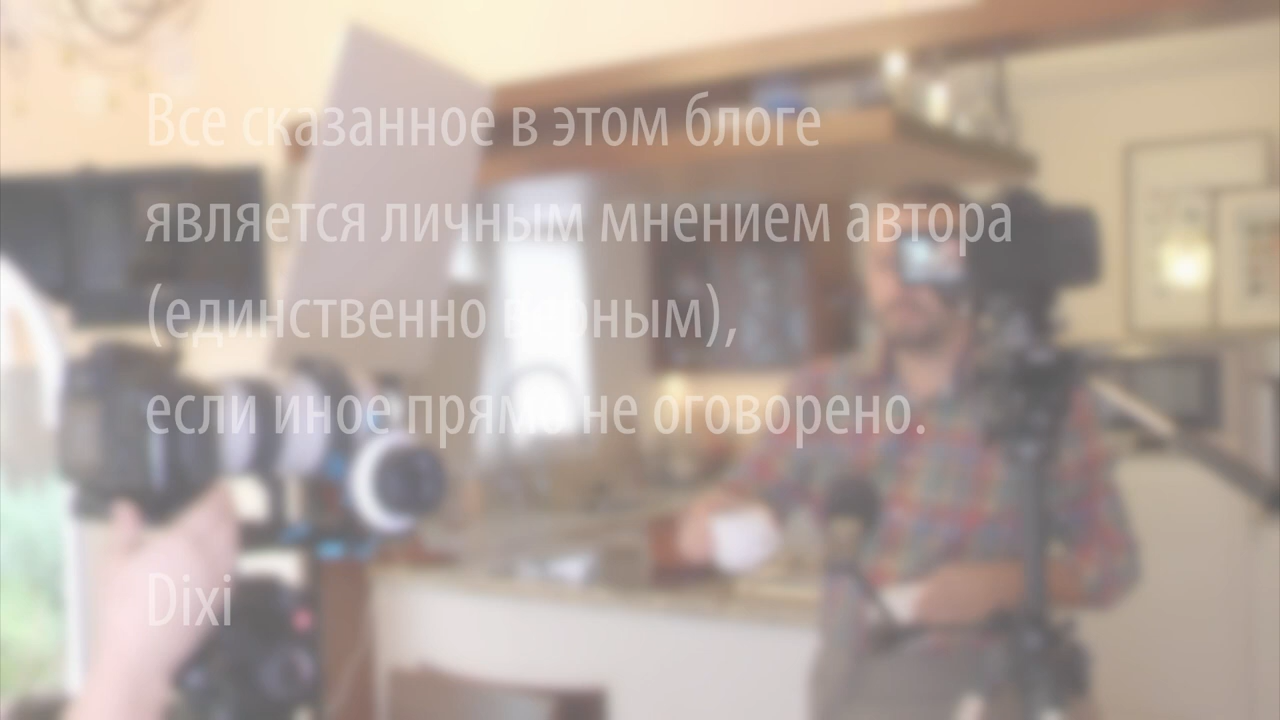 Все сказанное в этом блоге
является личным мнением автора
(единственно верным),
если иное прямо не оговорено.
Dixi